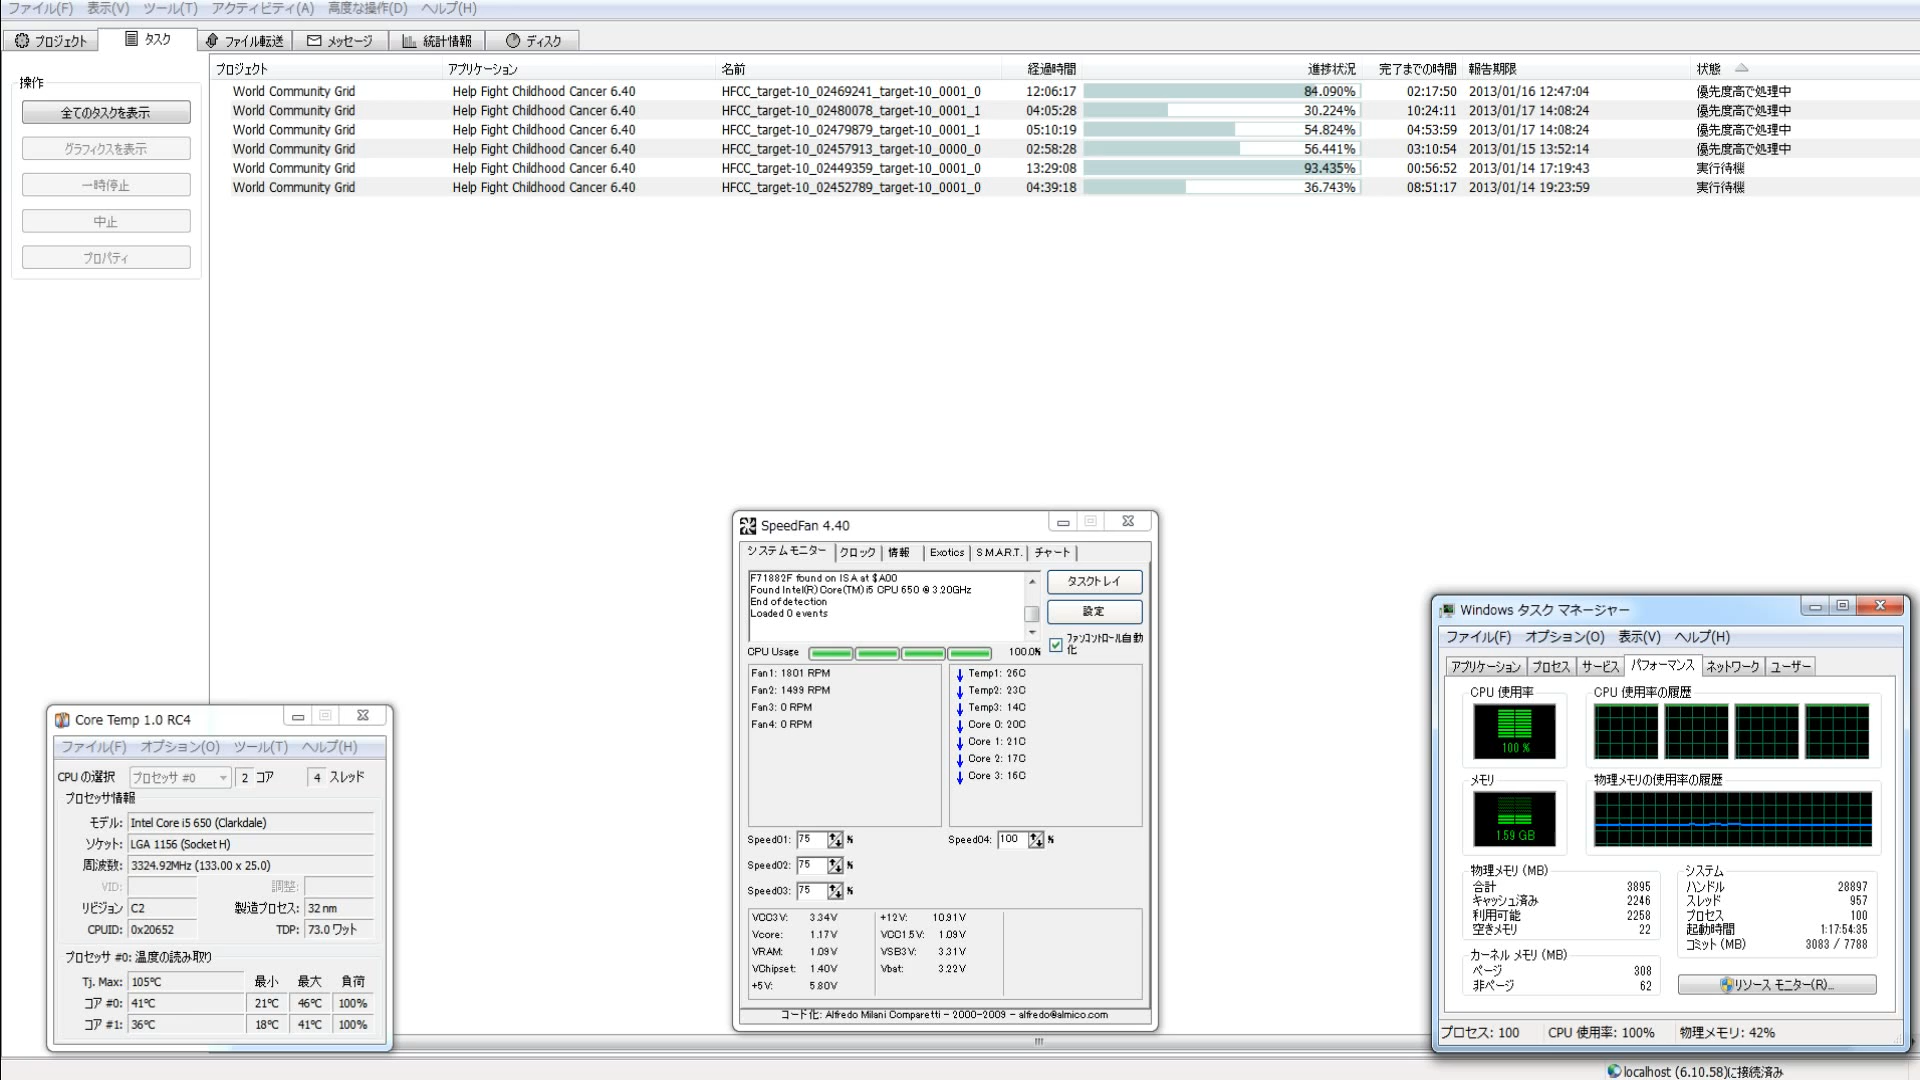 ファイル(F) 表示(V) ツール(T) アクティビティ(A) 高度な操作(D) ヘルプ(H)
プロジェクト タスク ファイル転送 メッセージ 統計情報 ディスク
操作
全てのタスクを表示
グラフィクスを表示
一時停止
中止
プロパティ
プロジェクト アプリケーション 名前 経過時間 進捗状況 完了までの時間 報告期限 状態
World Community Grid Help Fight Childhood Cancer 6.40 HFCC_target-10_02469241_target-10_0001_0 12:06:17 84.090% 02:17:50 2013/01/16 12:47:04 優先度高で処理中
World Community Grid Help Fight Childhood Cancer 6.40 HFCC_target-10_02480078_target-10_0001_1 04:05:28 30.224% 10:24:11 2013/01/17 14:08:24 優先度高で処理中
World Community Grid Help Fight Childhood Cancer 6.40 HFCC_target-10_02479879_target-10_0001_1 05:10:19 54.824% 04:53:59 2013/01/17 14:08:24 優先度高で処理中
World Community Grid Help Fight Childhood Cancer 6.40 HFCC_target-10_02457913_target-10_0000_0 02:58:28 56.441% 03:10:54 2013/01/15 13:52:14 優先度高で処理中
World Community Grid Help Fight Childhood Cancer 6.40 HFCC_target-10_02449359_target-10_0001_0 13:29:08 93.435% 00:56:52 2013/01/14 17:19:43 実行待機
World Community Grid Help Fight Childhood Cancer 6.40 HFCC_target-10_02452789_target-10_0001_0 04:39:18 36.743% 08:51:17 2013/01/14 19:23:59 実行待機
Core Temp 1.0 RC4
ファイル(F) オプション(O) ツール(T) ヘルプ(H)
CPU の選択 プロセッサ #0 2 コア 4 スレッド
プロセッサ情報
モデル: Intel Core i5 650 (Clarkdale)
ソケット: LGA 1156 (Socket H)
周波数: 3324.92MHz (133.00 x 25.0)
VID: 調整:
リビジョン C2 製造プロセス: 32 nm
CPUID: 0x20652 TDP: 73.0 ワット
プロセッサ #0: 温度の読み取り
Tj. Max: 105℃ 最小 最大 負荷
コア #0: 41℃ 21℃ 46℃ 100%
コア #1: 36℃ 18℃ 41℃ 100%
SpeedFan 4.40
システムモニター クロック 情報 Exotics S.M.A.R.T. チャート
F71882F found on ISA at $A00
Found Intel(R) Core(TM) i5 CPU 650 @ 3.20GHz
End of detection
Loaded 0 events
タスクトレイ
設定
ファンコントロール自動化
CPU Usage 100.0%
Fan1: 1801 RPM
Fan2: 1499 RPM
Fan3: 0 RPM
Fan4: 0 RPM
Temp1: 26C
Temp2: 23C
Temp3: 14C
Core 0: 20C
Core 1: 21C
Core 2: 17C
Core 3: 16C
Speed01: 75 % Speed04: 100 %
Speed02: 75 %
Speed03: 75 %
VCC3V: 3.34V +12V: 10.91V
Vcore: 1.17V VCC1.5V: 1.09V
VRAM: 1.09V VSB3V: 3.31V
VChipset: 1.40V Vbat: 3.22V
+5V: 5.80V
コード化: Alfredo Milani Comparetti - 2000-2009 - alfredo@almico.com
Windows タスク マネージャー
ファイル(F) オプション(O) 表示(V) ヘルプ(H)
アプリケーション プロセス サービス パフォーマンス ネットワーク ユーザー
CPU 使用率 CPU 使用率の履歴
100 %
メモリ 物理メモリの使用率の履歴
1.59 GB
物理メモリ (MB)
合計 3895
キャッシュ済み 2246
利用可能 2258
空きメモリ 22
カーネル メモリ (MB)
ページ 308
非ページ 62
システム
ハンドル 28897
スレッド 957
プロセス 100
起動時間 1:17:54:35
コミット (MB) 3083 / 7788
リソース モニター(R)...
プロセス: 100 CPU 使用率: 100% 物理メモリ: 42%
localhost (6.10.58)に接続済み